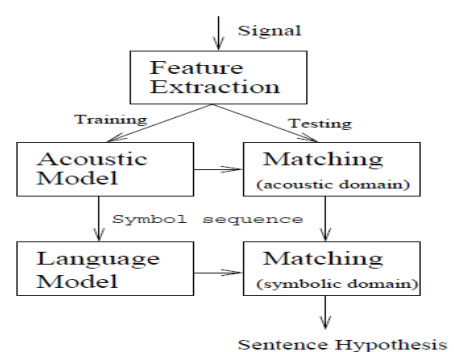 Signal
Feature
Extraction
Training
Testing
Acoustic
Model
Matching
(acoustic domain)
Symbol sequence
Language
Model
Matching
(symbolic domain)
Sentence Hypothesis